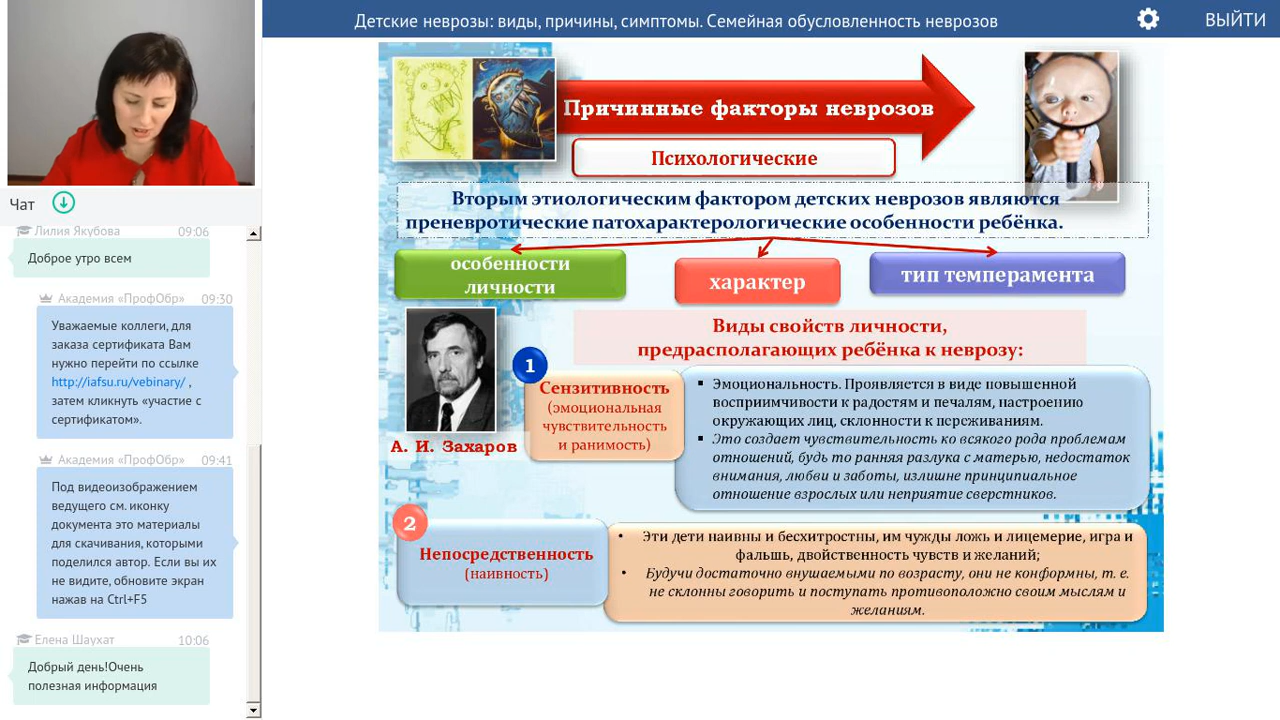 Детские неврозы: виды, причины, симптомы. Семейная обусловленность неврозов
ВЫЙТИ
Чат
Лилия Якубова 09:06
Доброе утро всем
Академия «ПрофОбр» 09:30
Уважаемые коллеги, для
заказа сертификата Вам
нужно перейти по ссылке
http://iafsu.ru/vebinary/ ,
затем кликнуть «участие с
сертификатом».
Академия «ПрофОбр» 09:41
Под видеоизображением
ведущего см. иконку
документа это материалы
для скачивания, которыми
поделился автор. Если вы их
не видите, обновите экран
нажав на Ctrl+F5
Елена Шаухат 10:06
Добрый день!Очень
полезная информация
Причинные факторы неврозов
Психологические
Вторым этиологическим фактором детских неврозов являются
преневротические патохарактерологические особенности ребёнка.
особенности
личности
характер
тип темперамента
Виды свойств личности,
предрасполагающих ребёнка к неврозу:
А. И. Захаров
1
Сензитивность
(эмоциональная
чувствительность
и ранимость)
▪ Эмоциональность. Проявляется в виде повышенной
восприимчивости к радостям и печалям, настроению
окружающих лиц, склонности к переживаниям.
▪ Это создает чувствительность ко всякого рода проблемам
отношений, будь то ранняя разлука с матерью, недостаток
внимания, любви и заботы, излишне принципиальное
отношение взрослых или неприятие сверстников.
2
Непосредственность
(наивность)
• Эти дети наивны и бесхитростны, им чужды ложь и лицемерие, игра и
фальшь, двойственность чувств и желаний;
• Будучи достаточно внушаемыми по возрасту, они не конформны, т. е.
не склонны говорить и поступать противоположно своим мыслям и
желаниям.